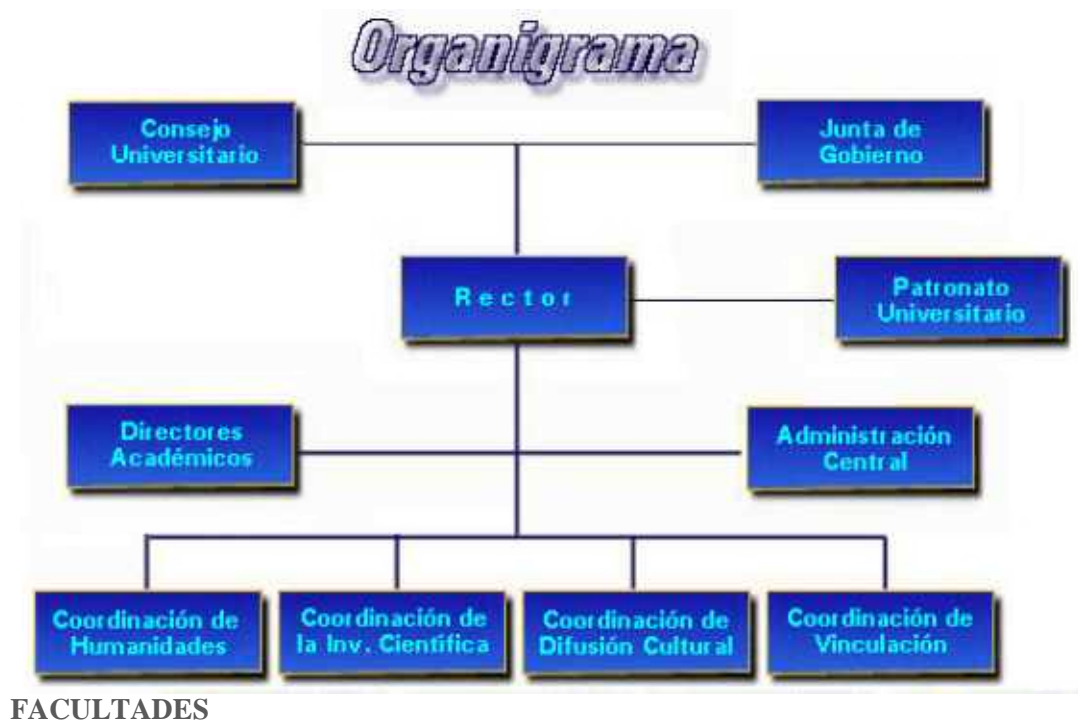 Organigrama
Consejo
Universitario
Junta de
Gobierno
Rector
Patronato
Universitario
Directores
Académicos
Administración
Central
Coordinación de
Humanidades
Coordinación de
la Inv. Científica
Coordinación de
Difusión Cultural
Coordinación de
Vinculación
FACULTADES